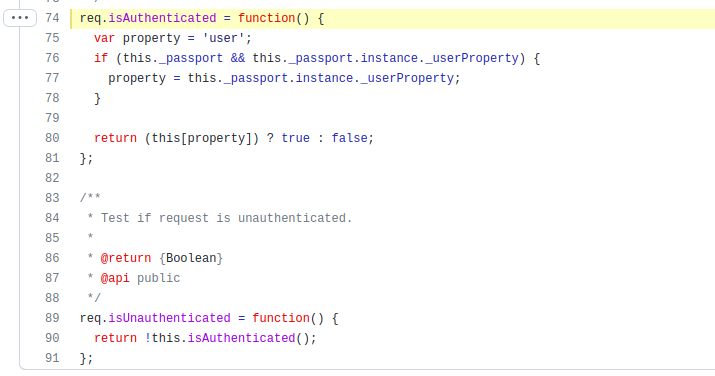 74 req.isAuthenticated = function() {
75 var property = 'user';
76 if (this._passport && this._passport.instance._userProperty) {
77 property = this._passport.instance._userProperty;
78 }
79
80 return (this[property]) ? true : false;
81 };
82
83 /**
84 * Test if request is unauthenticated.
85 *
86 * @return {Boolean}
87 * @api public
88 */
89 req.isUnauthenticated = function() {
90 return !this.isAuthenticated();
91 };